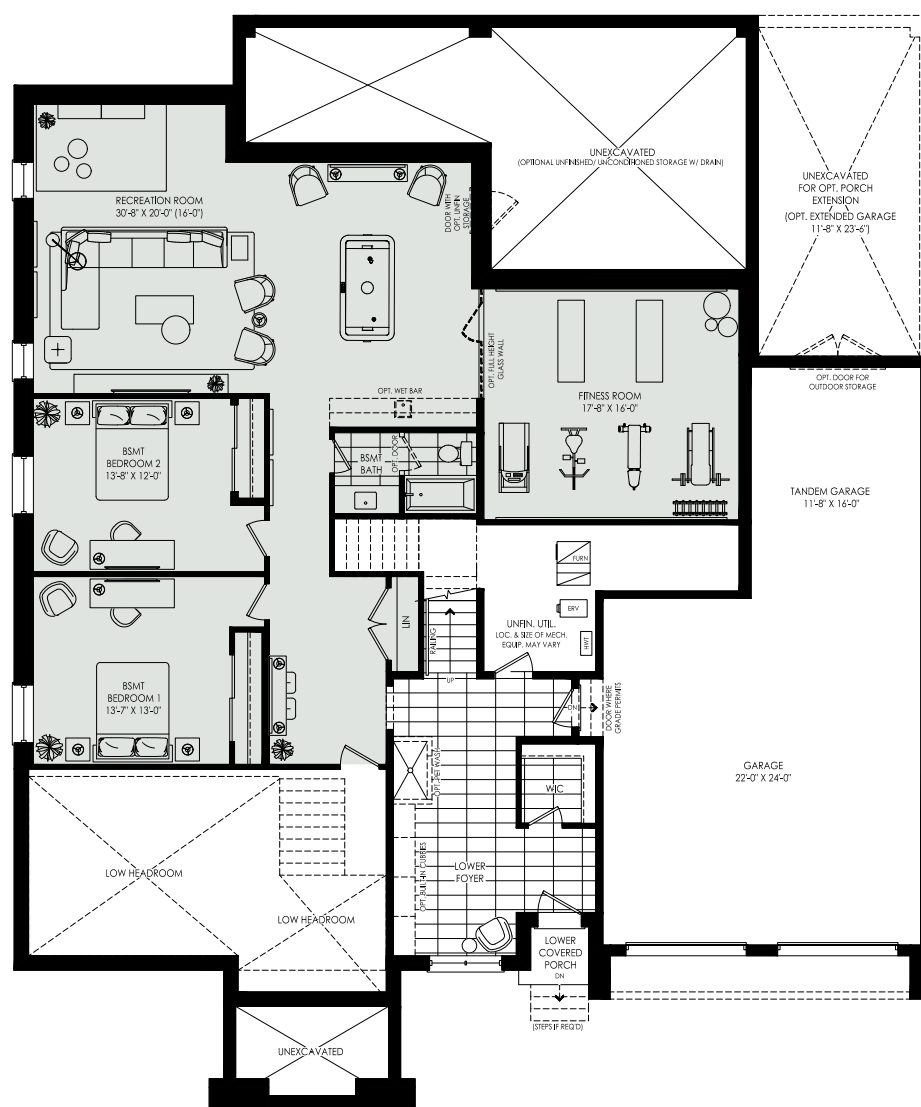 UNEXCAVATED
(OPTIONAL UNFINISHED/ UNCONDITIONED STORAGE W/ DRAIN)
UNEXCAVATED
FOR OPT. PORCH
EXTENSION
(OPT. EXTENDED GARAGE
11'-8" X 23'-6")
RECREATION ROOM
30'-8" X 20'-0" (16'-0")
DOOR WITH
OPT. UNFIN
STORAGE
OPT. FULL HEIGHT
GLASS WALL
OPT. DOOR FOR
OUTDOOR STORAGE
OPT. WET BAR
FITNESS ROOM
17'-8" X 16'-0"
BSMT
BEDROOM 2
13'-8" X 12'-0"
BSMT
BATH
OPT. DOOR
TANDEM GARAGE
11'-8" X 16'-0"
FURN
ERV
HWT
UNFIN. UTIL.
LOC. & SIZE OF MECH.
EQUIP. MAY VARY
LIN
RAILING
UP
BSMT
BEDROOM 1
13'-7" X 13'-0"
DN
DOOR WHERE
GRADE PERMITS
OPT. PET WASH
WIC
GARAGE
22'-0" X 24'-0"
OPT. BUILT-IN CUBBIES
LOWER
FOYER
LOW HEADROOM
LOW HEADROOM
LOWER
COVERED
PORCH
DN
(STEPS IF REQ'D)
UNEXCAVATED